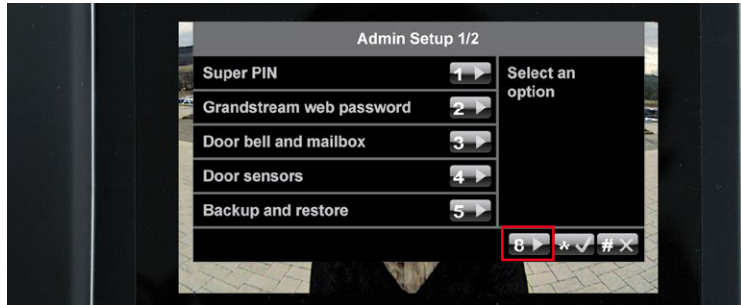 Admin Setup 1/2
Super PIN 1
Select an
option
Grandstream web password 2
Door bell and mailbox 3
Door sensors 4
Backup and restore 5
8 * #